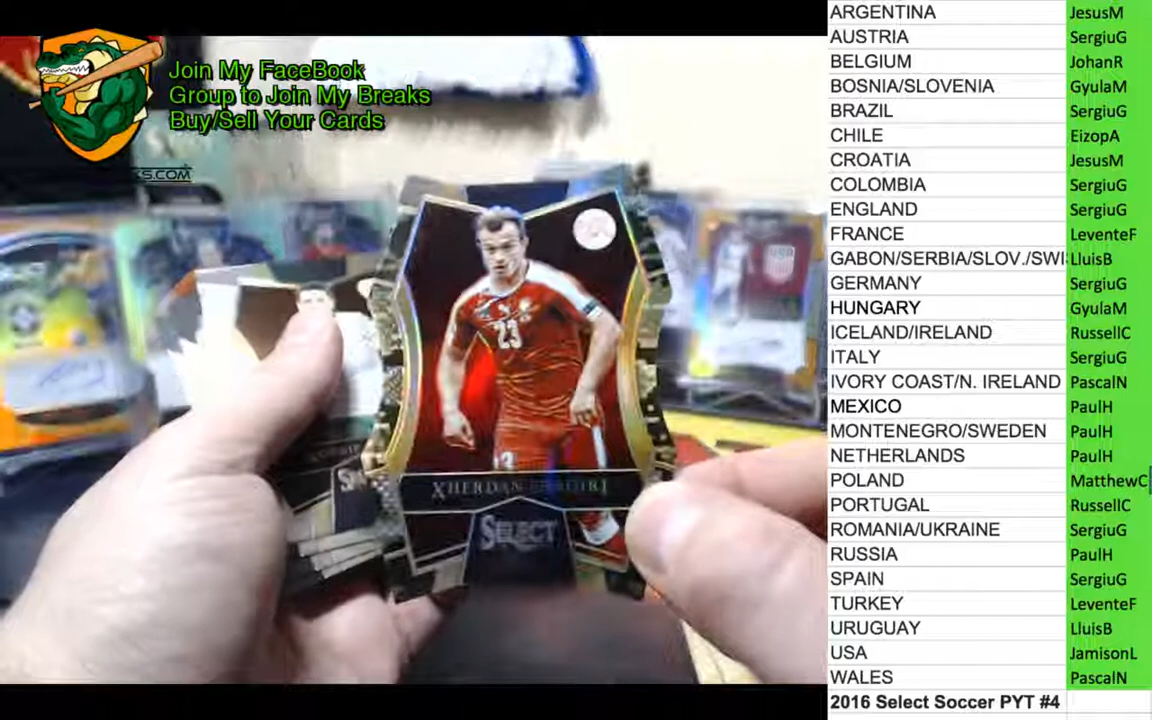 Join My FaceBook
Group to Join My Breaks
Buy/Sell Your Cards
KS.COM
23
XHERDAN SHAQIRI
SELECT
ARGENTINA JesusM
AUSTRIA SergiuG
BELGIUM JohanR
BOSNIA/SLOVENIA GyulaM
BRAZIL SergiuG
CHILE EizopA
CROATIA JesusM
COLOMBIA SergiuG
ENGLAND SergiuG
FRANCE LeventeF
GABON/SERBIA/SLOV./SWI LluisB
GERMANY SergiuG
HUNGARY GyulaM
ICELAND/IRELAND RussellC
ITALY SergiuG
IVORY COAST/N. IRELAND PascalN
MEXICO PaulH
MONTENEGRO/SWEDEN PaulH
NETHERLANDS PaulH
POLAND MatthewC
PORTUGAL RussellC
ROMANIA/UKRAINE SergiuG
RUSSIA PaulH
SPAIN SergiuG
TURKEY LeventeF
URUGUAY LluisB
USA JamisonL
WALES PascalN
2016 Select Soccer PYT #4